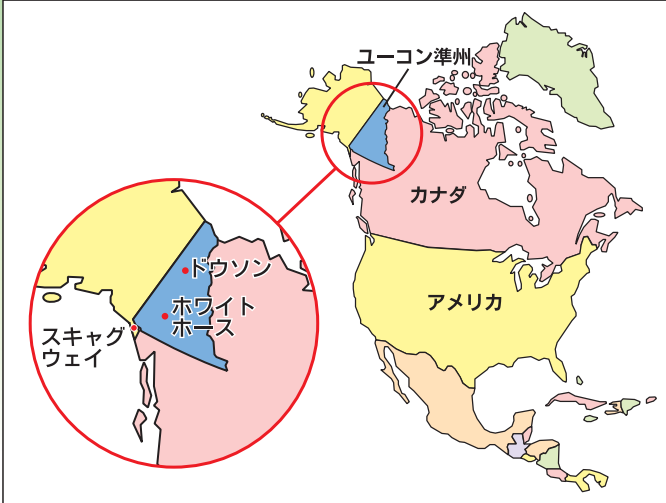 ユーコン準州
カナダ
アメリカ
ドウソン
ホワイト
ホース
スキャグ
ウェイ